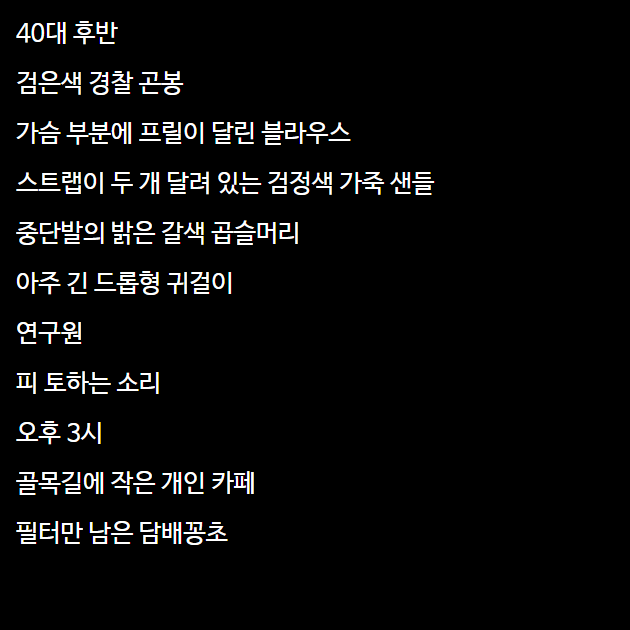 40대 후반
검은색 경찰 곤봉
가슴 부분에 프릴이 달린 블라우스
스트랩이 두 개 달려 있는 검정색 가죽 샌들
중단발의 밝은 갈색 곱슬머리
아주 긴 드롭형 귀걸이
연구원
피 토하는 소리
오후 3시
골목길에 작은 개인 카페
필터만 남은 담배꽁초